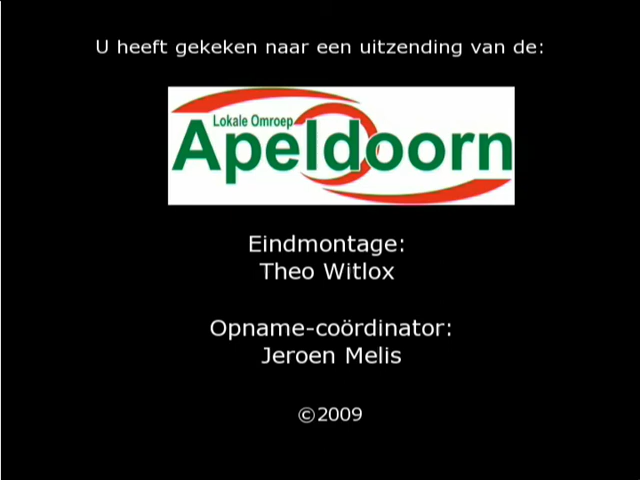 U heeft gekeken naar een uitzending van de:
Lokale Omroep
Apeldoorn
Eindmontage:
Theo Witlox
Opname-coördinator:
Jeroen Melis
©2009